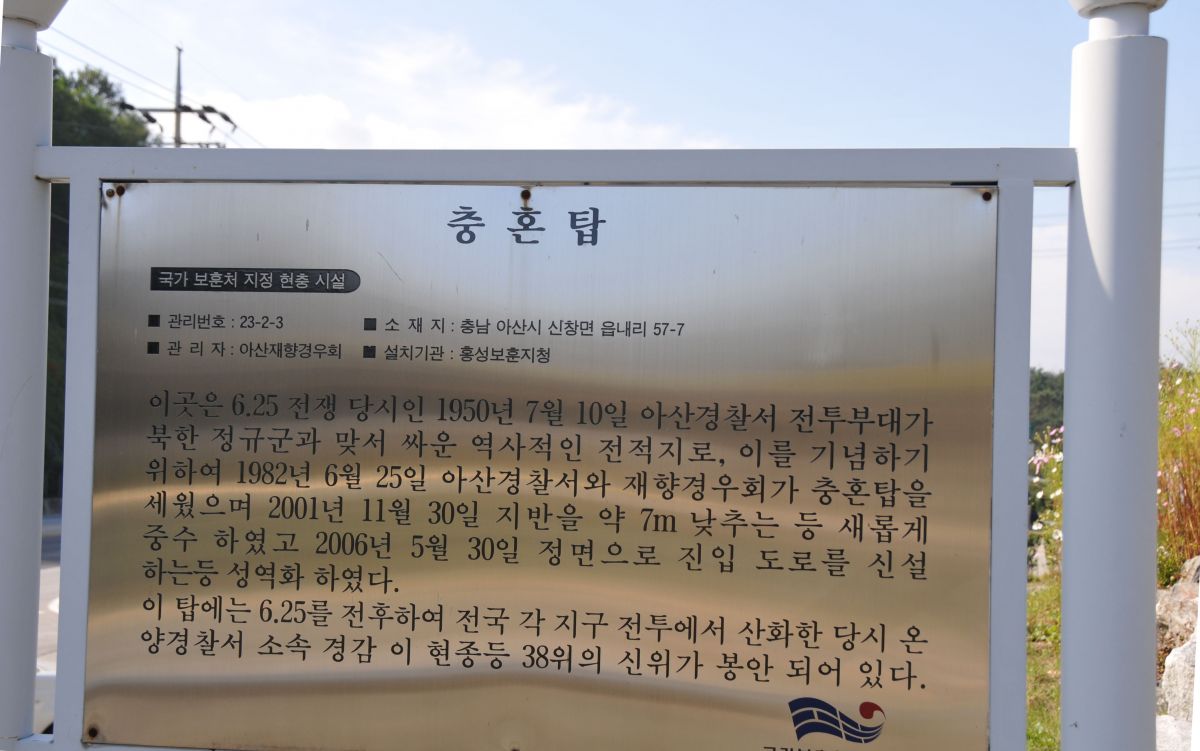 충혼탑
국가 보훈처 지정 현충 시설
■ 관리번호 : 23-2-3 ■ 소 재 지 : 충남 아산시 신창면 읍내리 57-7
■ 관 리 자 : 아산재향경우회 ■ 설치기관 : 홍성보훈지청
이곳은 6.25 전쟁 당시인 1950년 7월 10일 아산경찰서 전투부대가
북한 정규군과 맞서 싸운 역사적인 전적지로, 이를 기념하기
위하여 1982년 6월 25일 아산경찰서와 재향경우회가 충혼탑을
세웠으며 2001년 11월 30일 지반을 약 7m 낮추는 등 새롭게
중수 하였고 2006년 5월 30일 정면으로 진입 도로를 신설
하는등 성역화 하였다.
이 탑에는 6.25를 전후하여 전국 각 지구 전투에서 산화한 당시 온
양경찰서 소속 경감 이 현종등 38위의 신위가 봉안 되어 있다.